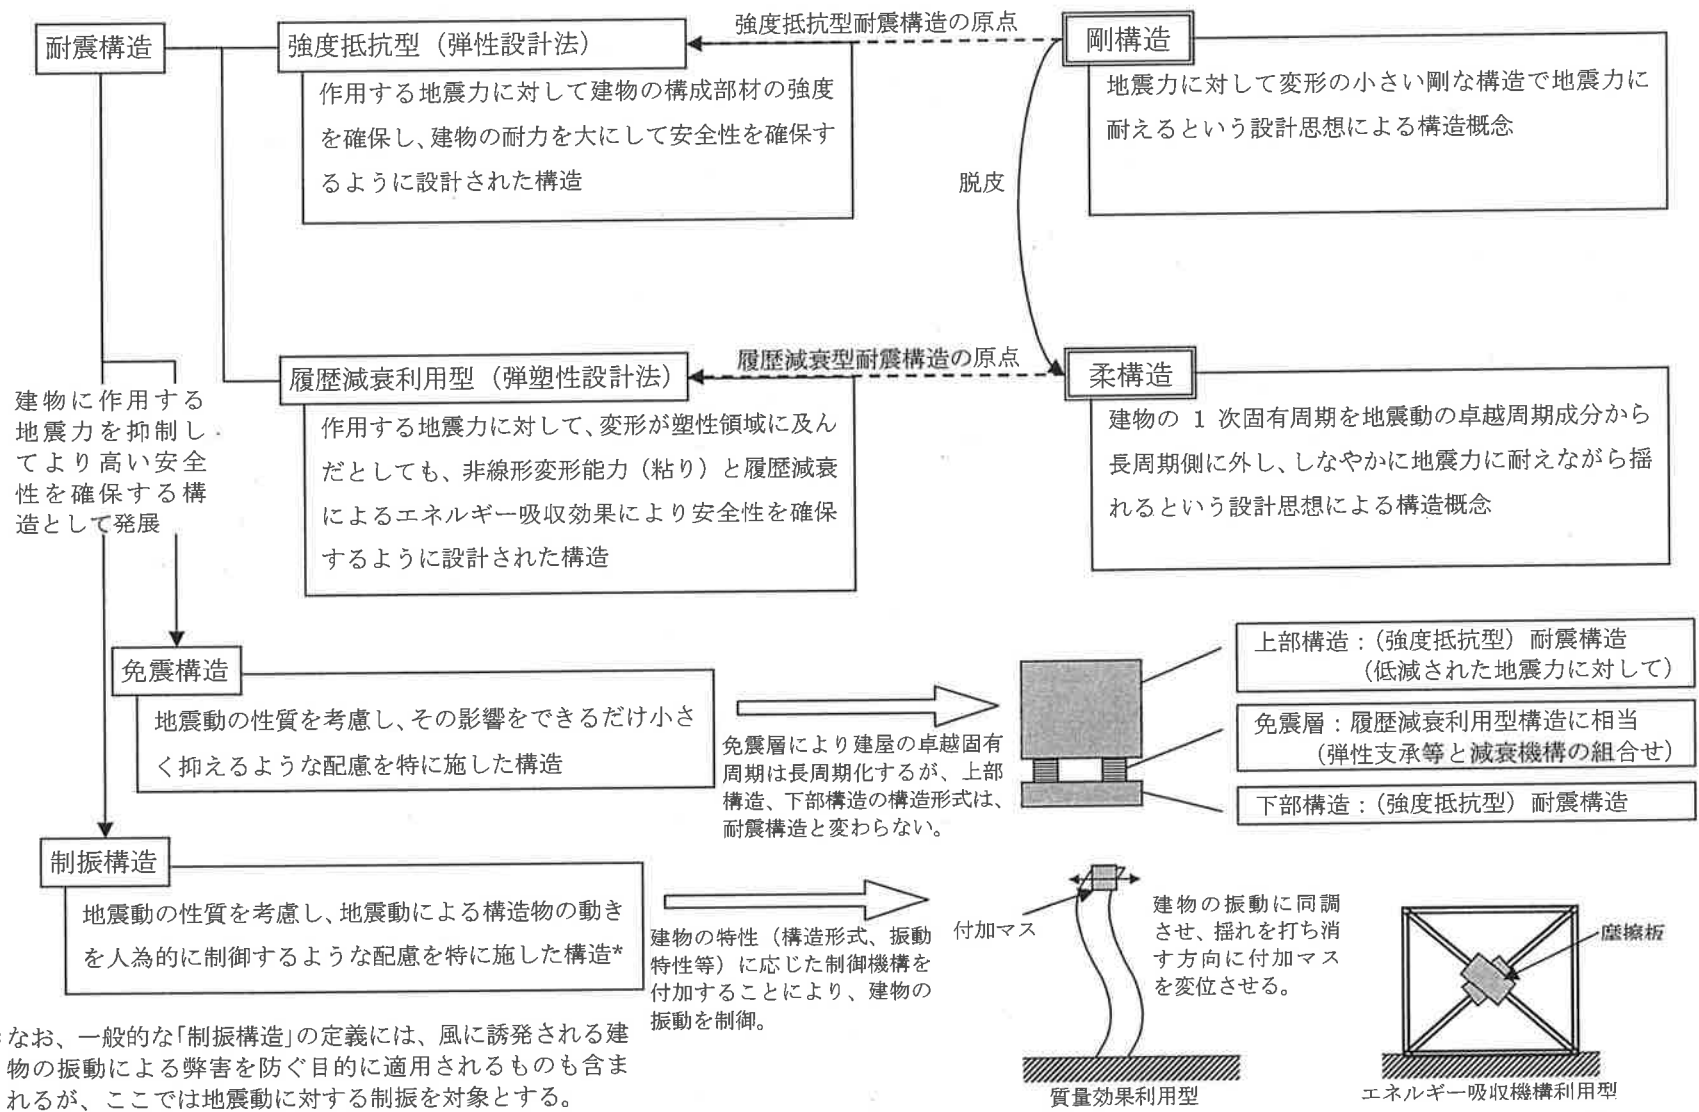 耐震構造
強度抵抗型（弾性設計法）
作用する地震力に対して建物の構成部材の強度
を確保し、建物の耐力を大にして安全性を確保す
るように設計された構造
強度抵抗型耐震構造の原点
剛構造
地震力に対して変形の小さい剛な構造で地震力に
耐えるという設計思想による構造概念
脱皮
履歴減衰利用型（弾塑性設計法）
作用する地震力に対して、変形が塑性領域に及ん
だとしても、非線形変形能力（粘り）と履歴減衰
によるエネルギー吸収効果により安全性を確保
するように設計された構造
履歴減衰型耐震構造の原点
柔構造
建物の 1 次固有周期を地震動の卓越周期成分から
長周期側に外し、しなやかに地震力に耐えながら揺
れるという設計思想による構造概念
建物に作用する
地震力を抑制し
てより高い安全
性を確保する構
造として発展
免震構造
地震動の性質を考慮し、その影響をできるだけ小さ
く抑えるような配慮を特に施した構造
免震層により建屋の卓越固有
周期は長周期化するが、上部
構造、下部構造の構造形式は、
耐震構造と変わらない。
上部構造：（強度抵抗型）耐震構造
（低減された地震力に対して）
免震層：履歴減衰利用型構造に相当
（弾性支承等と減衰機構の組合せ）
下部構造：（強度抵抗型）耐震構造
制振構造
地震動の性質を考慮し、地震動による構造物の動き
を人為的に制御するような配慮を特に施した構造*
建物の特性（構造形式、振動
特性等）に応じた制御機構を
付加することにより、建物の
振動を制御。
付加マス
建物の振動に同調
させ、揺れを打ち消
す方向に付加マス
を変位させる。
質量効果利用型
摩擦板
エネルギー吸収機構利用型
*なお、一般的な「制振構造」の定義には、風に誘発される建
物の振動による弊害を防ぐ目的に適用されるものも含ま
れるが、ここでは地震動に対する制振を対象とする。